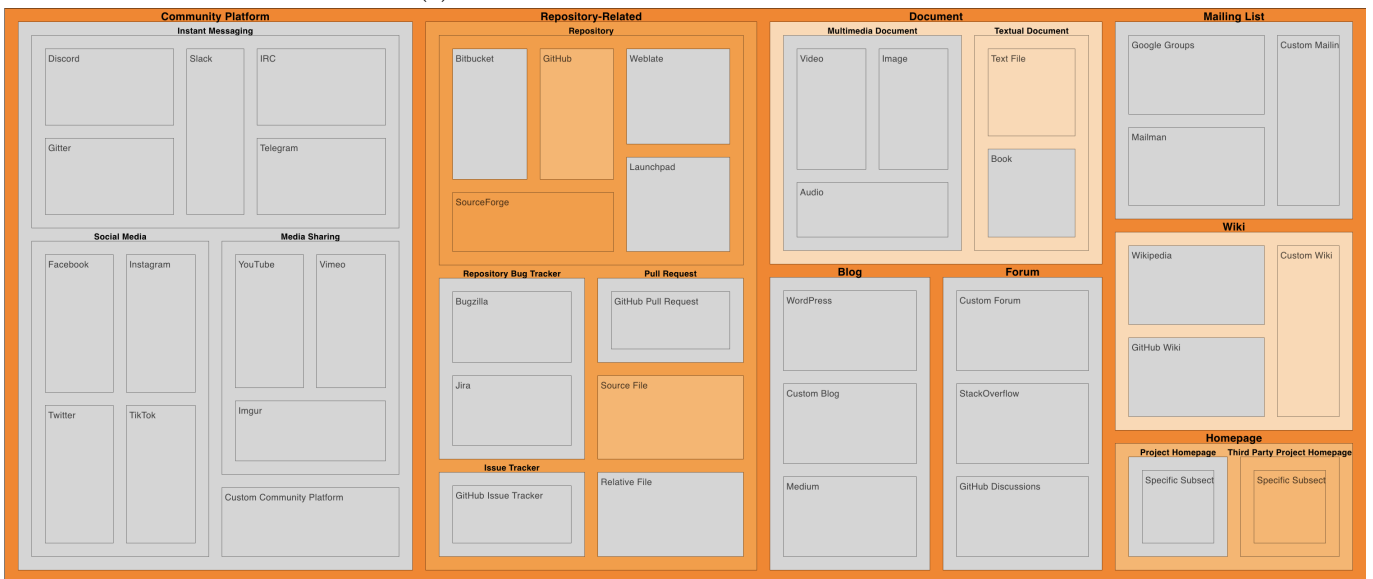 Community Platform
Instant Messaging
Discord
Slack
IRC
Gitter
Telegram
Social Media
Facebook
Instagram
Twitter
TikTok
Media Sharing
YouTube
Vimeo
Imgur
Custom Community Platform
Repository-Related
Repository
Bitbucket
GitHub
Weblate
Launchpad
SourceForge
Repository Bug Tracker
Bugzilla
Jira
Pull Request
GitHub Pull Request
Source File
Issue Tracker
GitHub Issue Tracker
Relative File
Document
Multimedia Document
Video
Image
Audio
Textual Document
Text File
Book
Blog
WordPress
Custom Blog
Medium
Forum
Custom Forum
StackOverflow
GitHub Discussions
Mailing List
Google Groups
Custom Mailin
Mailman
Wiki
Wikipedia
Custom Wiki
GitHub Wiki
Homepage
Project Homepage
Specific Subsect
Third Party Project Homepage
Specific Subsect